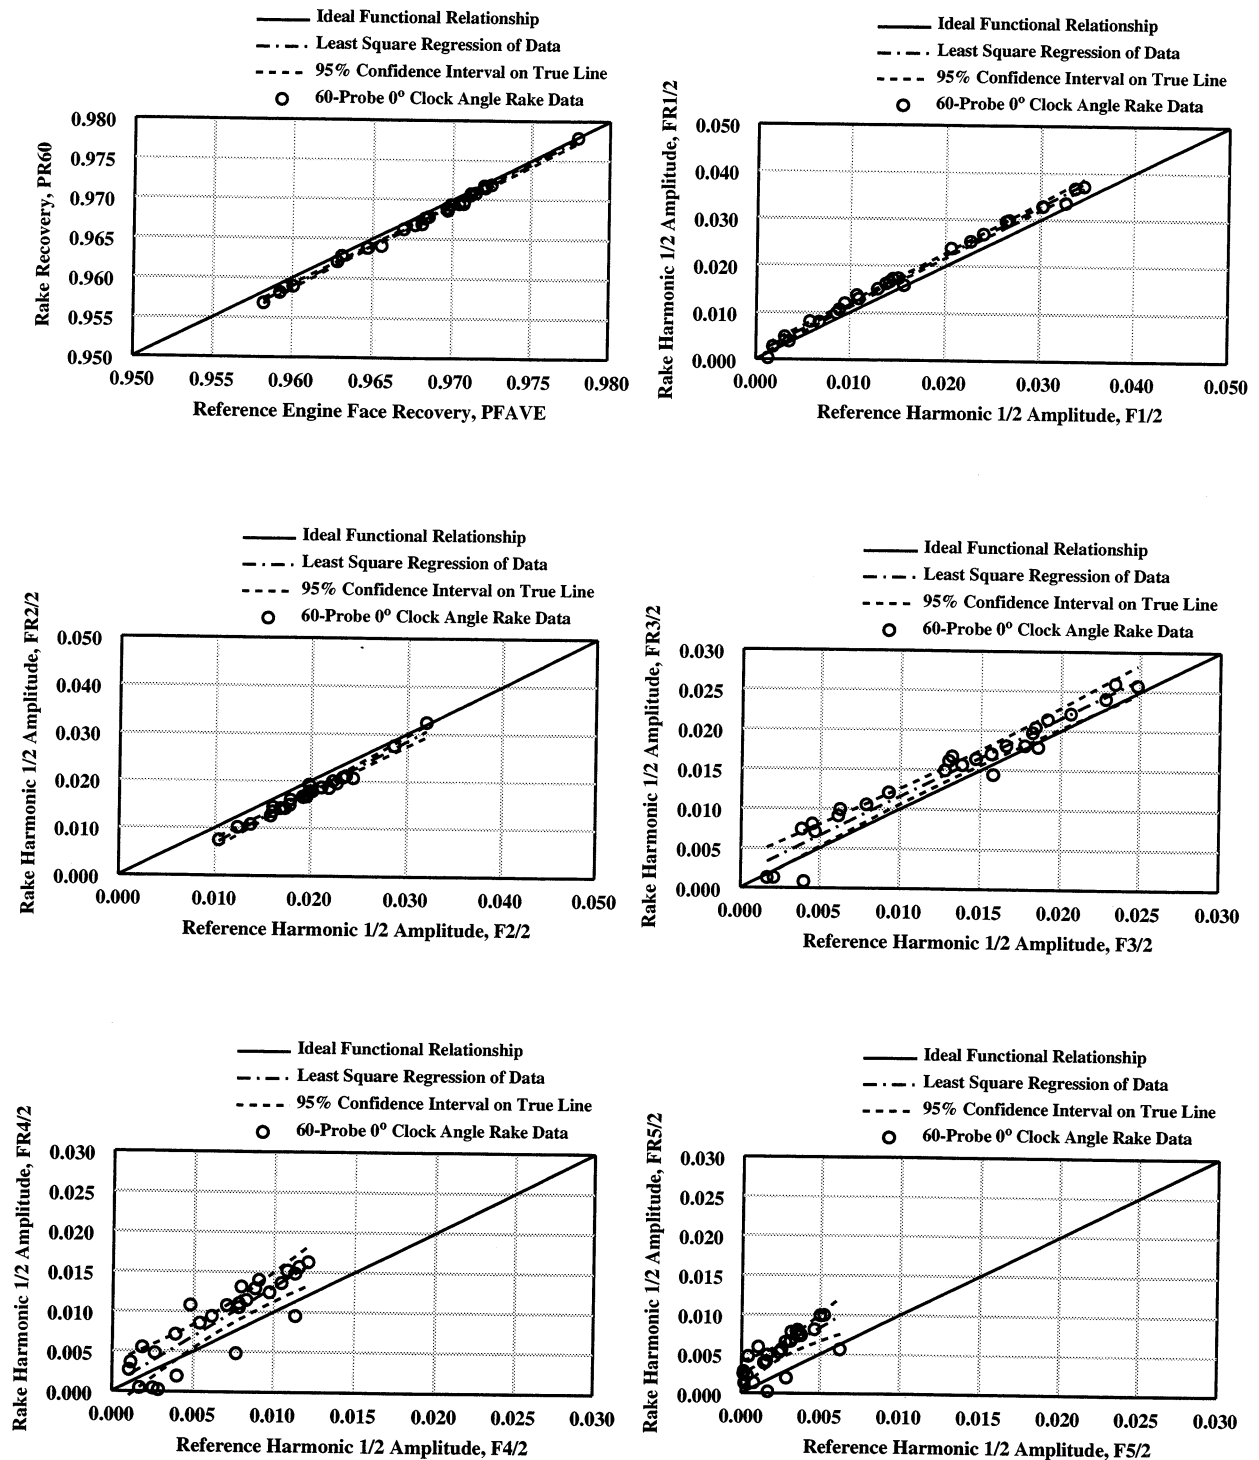 Ideal Functional Relationship
Least Square Regression of Data
95% Confidence Interval on True Line
60-Probe 0° Clock Angle Rake Data
Rake Recovery, PR60
0.980
0.975
0.970
0.965
0.960
0.955
0.950
0.950 0.955 0.960 0.965 0.970 0.975 0.980
Reference Engine Face Recovery, PFAVE
Ideal Functional Relationship
Least Square Regression of Data
95% Confidence Interval on True Line
60-Probe 0° Clock Angle Rake Data
Rake Harmonic 1/2 Amplitude, FR1/2
0.050
0.040
0.030
0.020
0.010
0.000
0.000 0.010 0.020 0.030 0.040 0.050
Reference Harmonic 1/2 Amplitude, F1/2
Ideal Functional Relationship
Least Square Regression of Data
95% Confidence Interval on True Line
60-Probe 0° Clock Angle Rake Data
Rake Harmonic 1/2 Amplitude, FR2/2
0.050
0.040
0.030
0.020
0.010
0.000
0.000 0.010 0.020 0.030 0.040 0.050
Reference Harmonic 1/2 Amplitude, F2/2
Ideal Functional Relationship
Least Square Regression of Data
95% Confidence Interval on True Line
60-Probe 0° Clock Angle Rake Data
Rake Harmonic 1/2 Amplitude, FR3/2
0.030
0.025
0.020
0.015
0.010
0.005
0.000
0.000 0.005 0.010 0.015 0.020 0.025 0.030
Reference Harmonic 1/2 Amplitude, F3/2
Ideal Functional Relationship
Least Square Regression of Data
95% Confidence Interval on True Line
60-Probe 0° Clock Angle Rake Data
Rake Harmonic 1/2 Amplitude, FR4/2
0.030
0.025
0.020
0.015
0.010
0.005
0.000
0.000 0.005 0.010 0.015 0.020 0.025 0.030
Reference Harmonic 1/2 Amplitude, F4/2
Ideal Functional Relationship
Least Square Regression of Data
95% Confidence Interval on True Line
60-Probe 0° Clock Angle Rake Data
Rake Harmonic 1/2 Amplitude, FR5/2
0.030
0.025
0.020
0.015
0.010
0.005
0.000
0.000 0.005 0.010 0.015 0.020 0.025 0.030
Reference Harmonic 1/2 Amplitude, F5/2